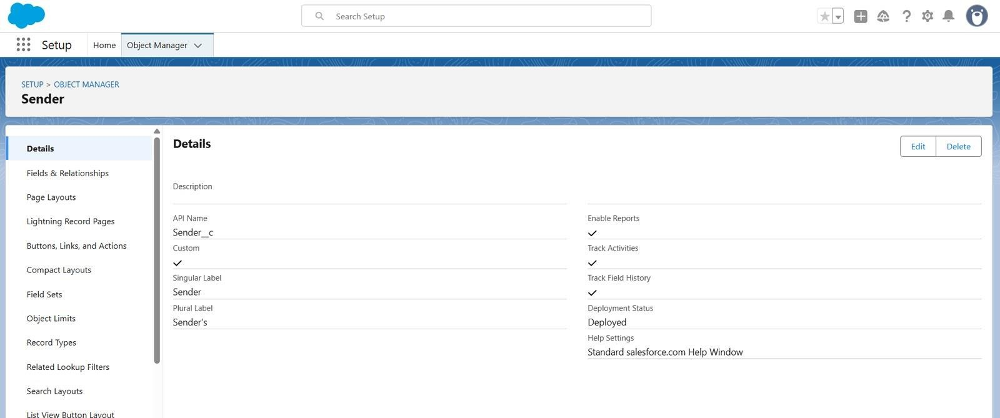 Search Setup
Setup
Home
Object Manager
SETUP > OBJECT MANAGER
Sender
Details
Fields & Relationships
Page Layouts
Lightning Record Pages
Buttons, Links, and Actions
Compact Layouts
Field Sets
Object Limits
Record Types
Related Lookup Filters
Search Layouts
List View Button Layout
Details
Edit
Delete
Description
API Name
Sender__c
Custom
Singular Label
Sender
Plural Label
Sender's
Enable Reports
Track Activities
Track Field History
Deployment Status
Deployed
Help Settings
Standard salesforce.com Help Window